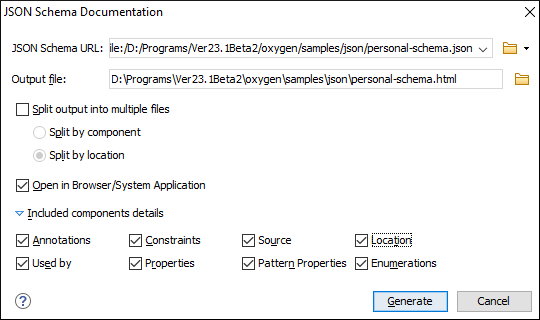 JSON Schema Documentation
JSON Schema URL: ile:/D:/Programs/Ver23.1Beta2/oxygen/samples/json/personal-schema.json
Output file: D:\Programs\Ver23.1Beta2\oxygen\samples\json\personal-schema.html
Split output into multiple files
Split by component
Split by location
Open in Browser/System Application
Included components details
Annotations Constraints Source Location
Used by Properties Pattern Properties Enumerations
? Generate Cancel